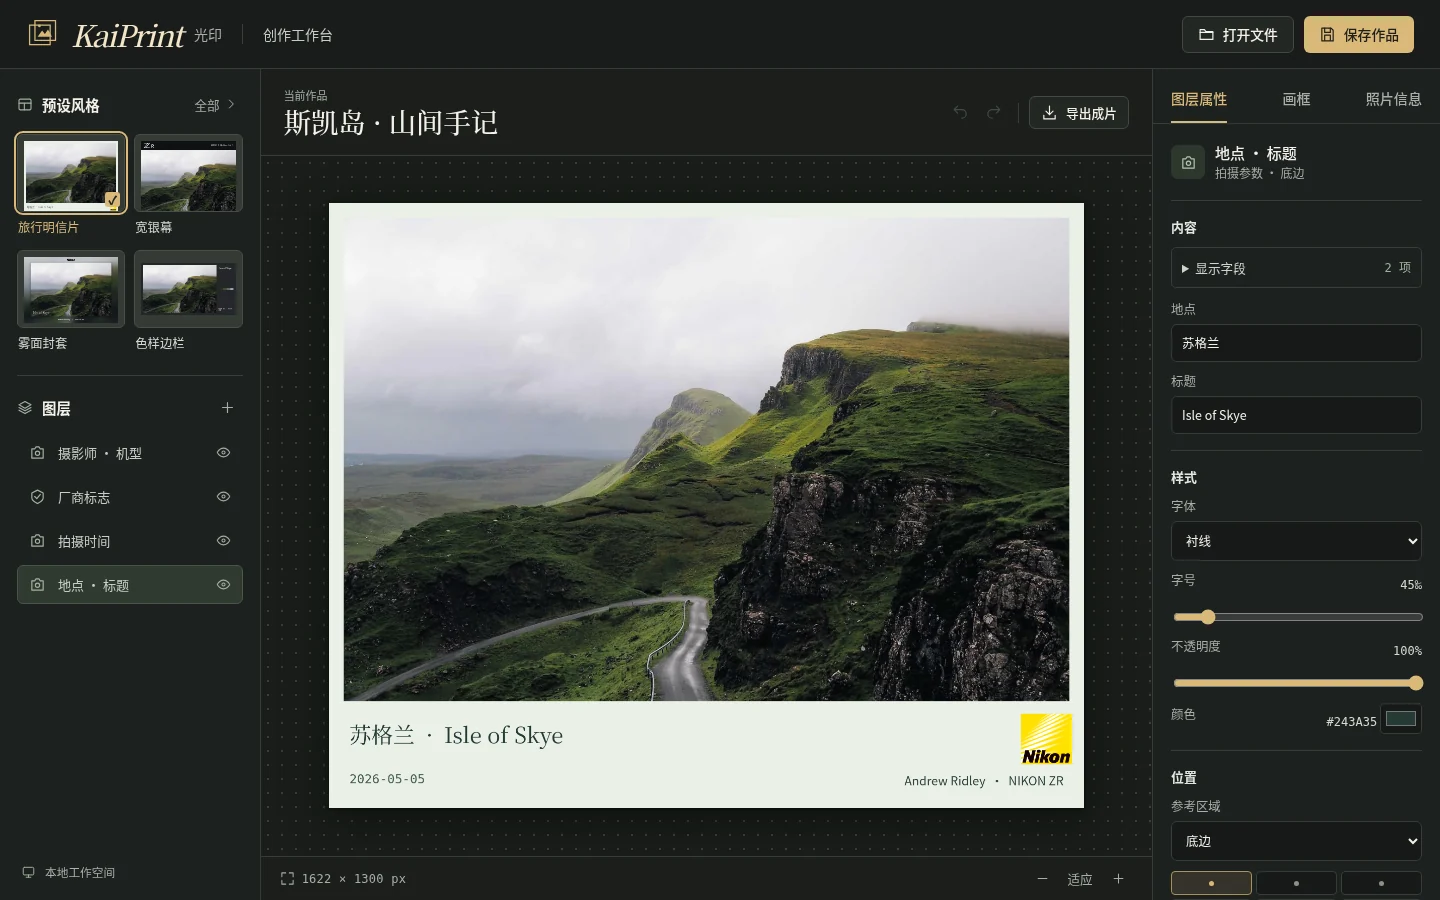 KaiPrint 光印
创作工作台
打开文件
保存作品
预设风格
全部
旅行明信片
宽银幕
雾面封套
色样边栏
图层
摄影师 · 机型
厂商标志
拍摄时间
地点 · 标题
本地工作空间
当前作品
斯凯岛 · 山间手记
导出成片
苏格兰 · Isle of Skye
Nikon
2026-05-05
Andrew Ridley · NIKON ZR
1622 × 1300 px
适应
图层属性
画框
照片信息
地点 · 标题
拍摄参数 · 底边
内容
显示字段
2 项
地点
苏格兰
标题
Isle of Skye
样式
字体
衬线
字号
45‰
不透明度
100%
颜色
#243A35
位置
参考区域
底边